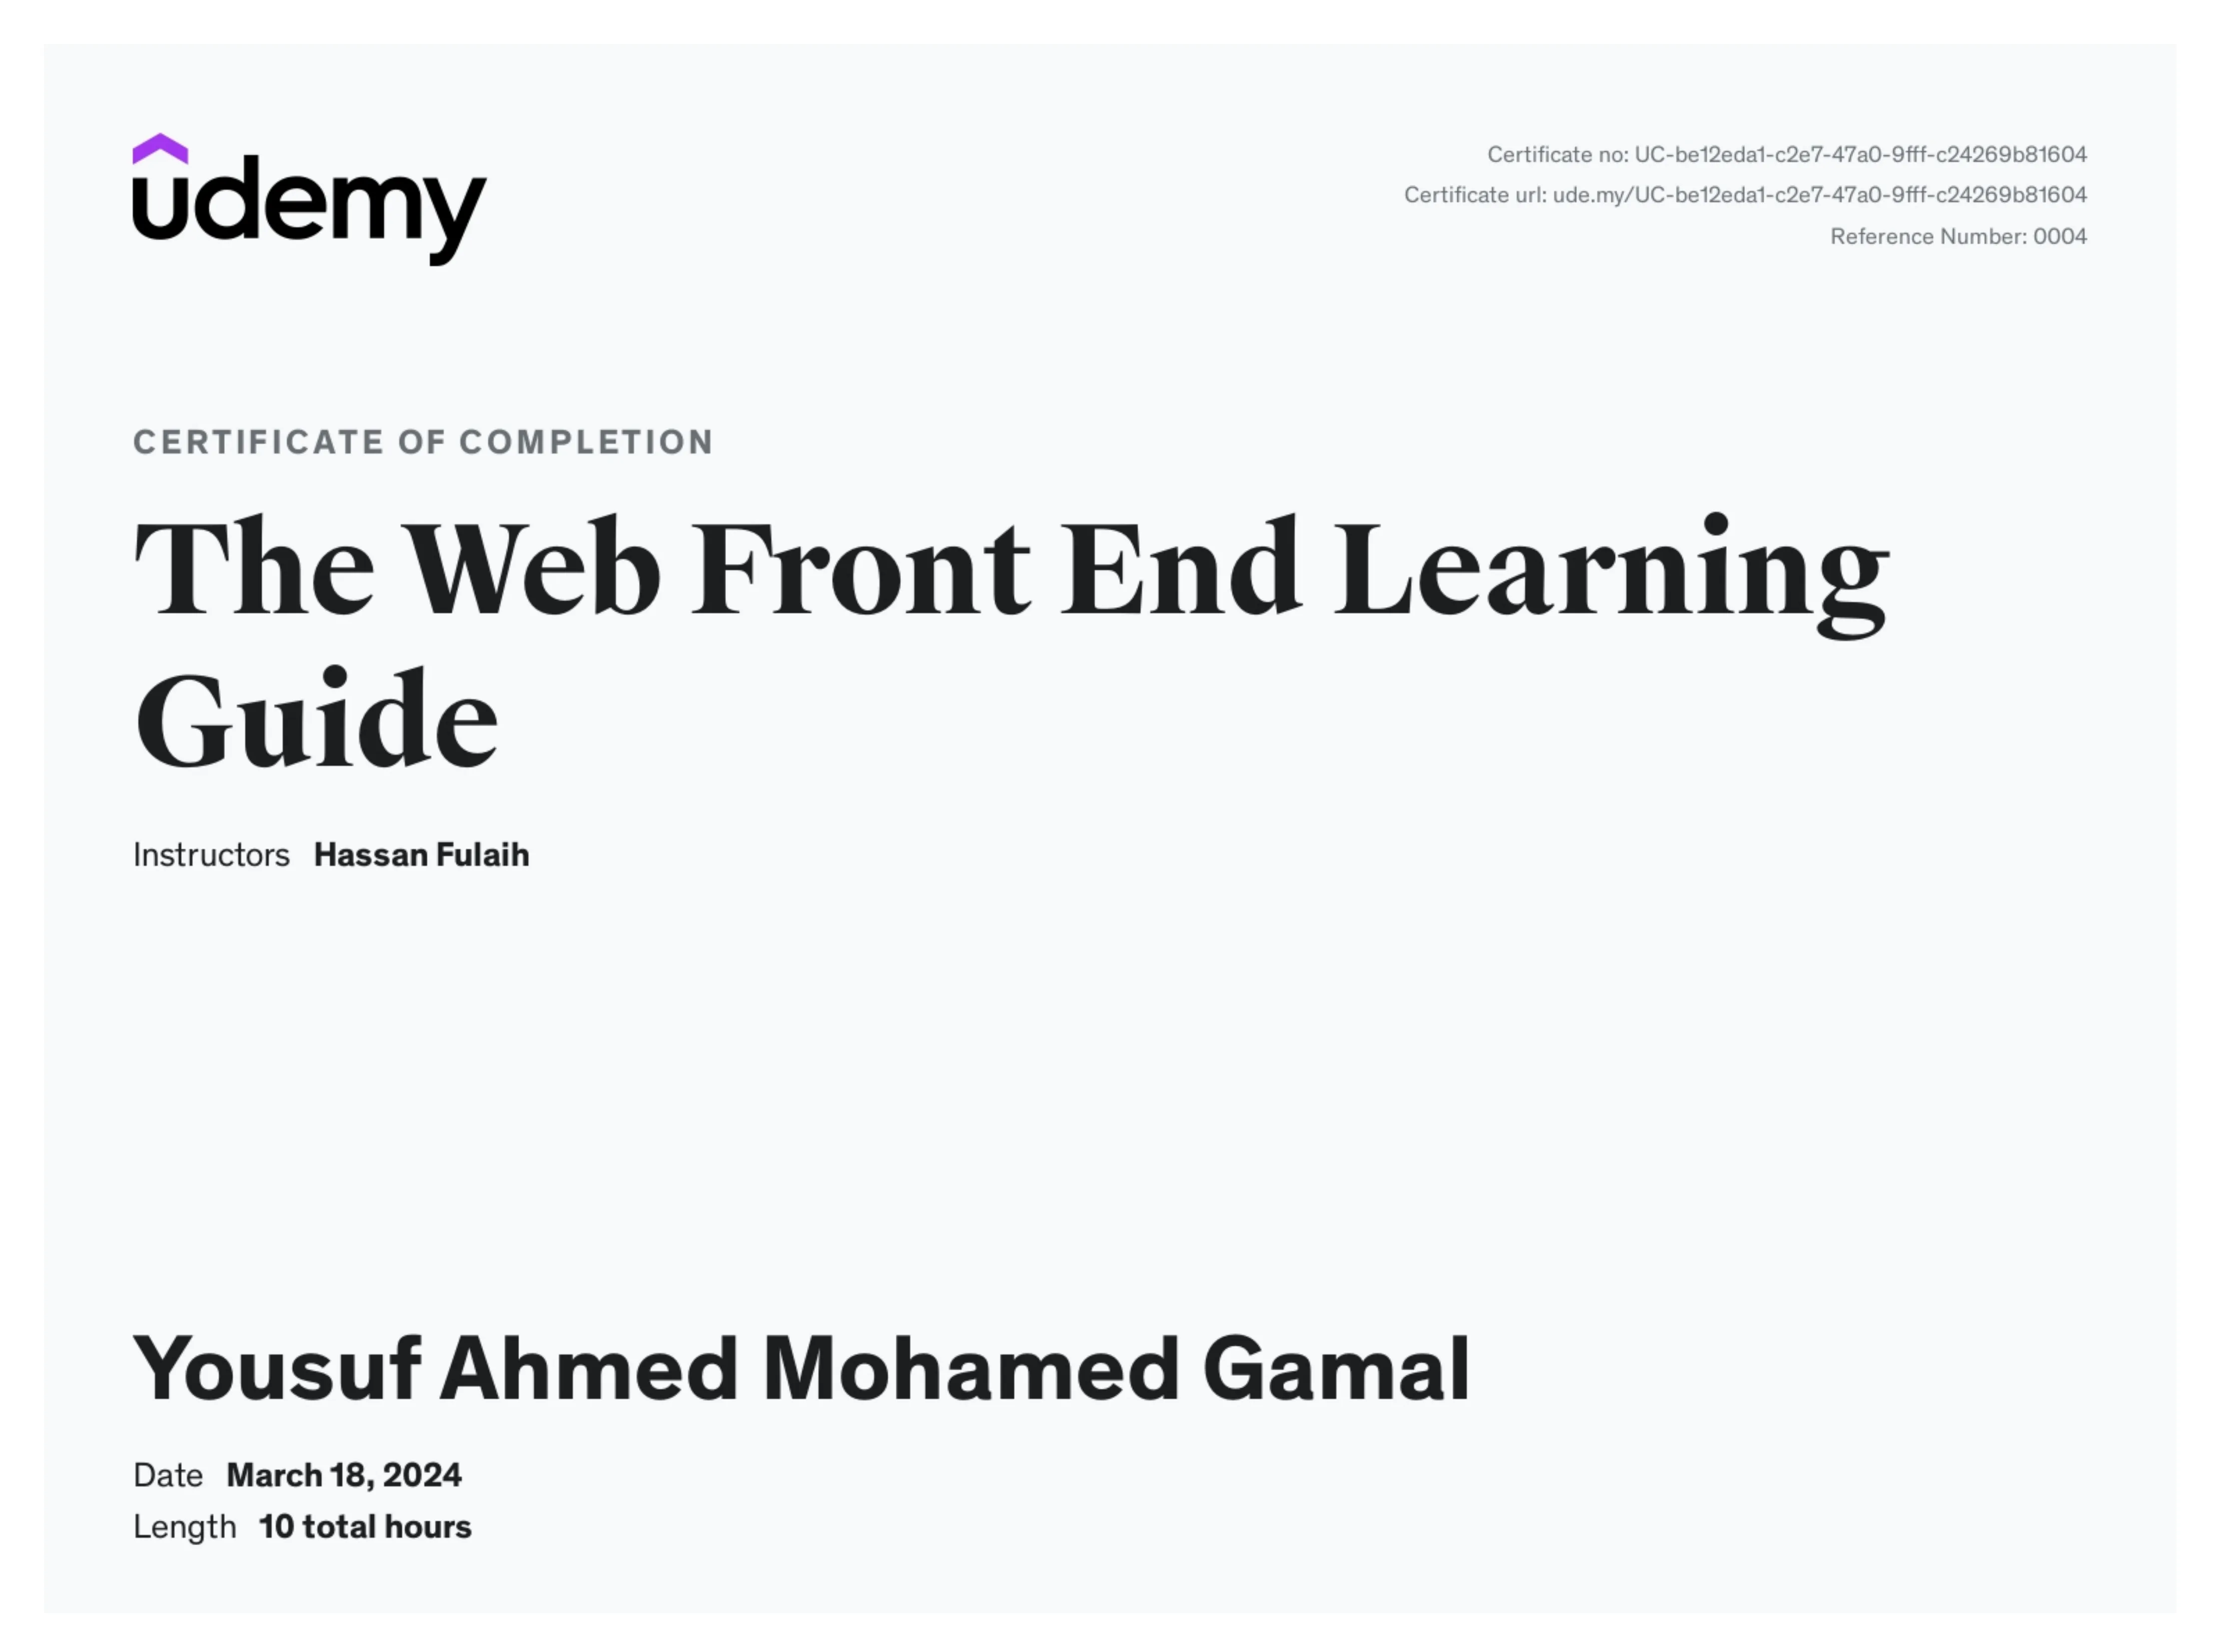 udemy
Certificate no: UC-be12eda1-c2e7-47a0-9fff-c24269b81604
Certificate url: ude.my/UC-be12eda1-c2e7-47a0-9fff-c24269b81604
Reference Number: 0004
CERTIFICATE OF COMPLETION
The Web Front End Learning
Guide
Instructors Hassan Fulaih
Yousuf Ahmed Mohamed Gamal
Date March 18, 2024
Length 10 total hours